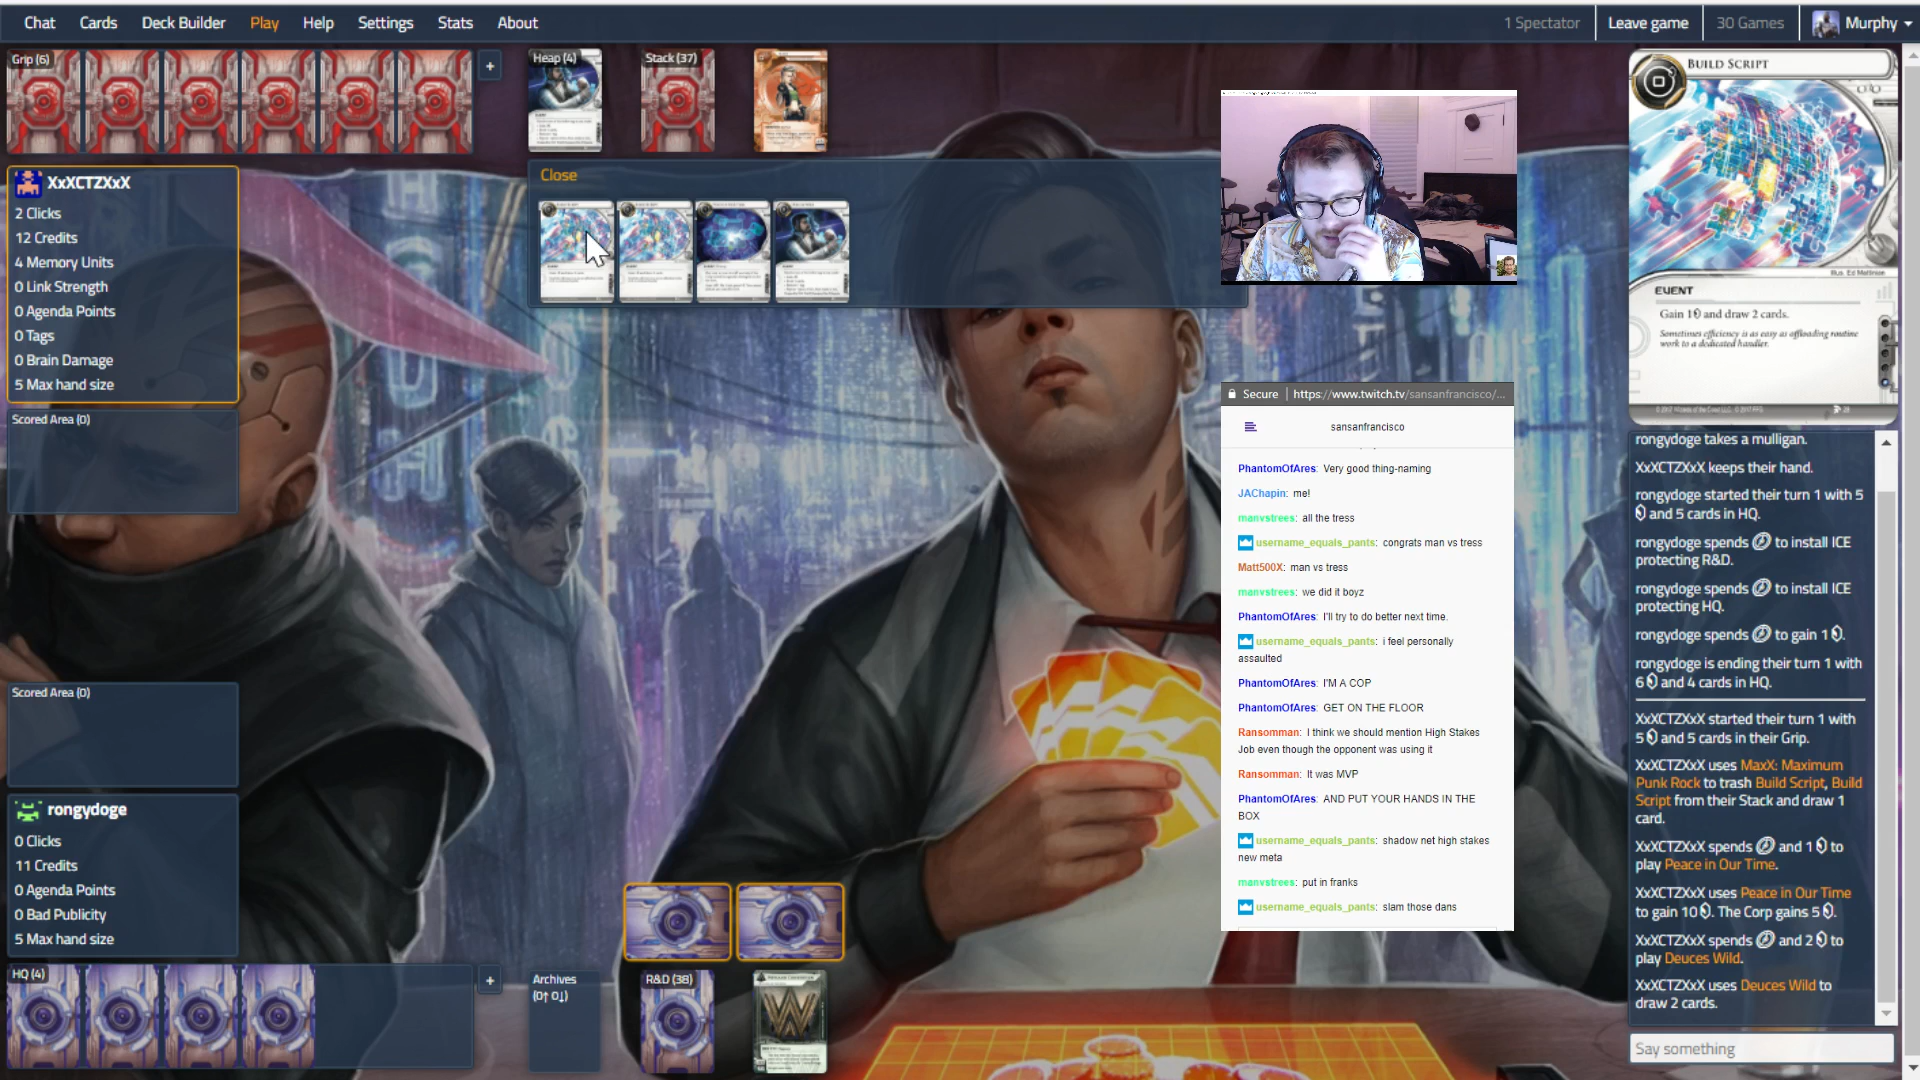 Chat Cards Deck Builder Play Help Settings Stats About
1 Spectator Leave game 30 Games Murphy
Grip (6)
Heap (4)
Stack (37)
XxXCTZXxX
2 Clicks
12 Credits
4 Memory Units
0 Link Strength
0 Agenda Points
0 Tags
0 Brain Damage
5 Max hand size
Scored Area (0)
Close
Scored Area (0)
rongydoge
0 Clicks
11 Credits
0 Agenda Points
0 Bad Publicity
5 Max hand size
HQ (4)
Archives
(0↑ 0↓)
R&D (38)
Secure https://www.twitch.tv/sansanfrancisco/...
sansanfrancisco
PhantomOfAres: Very good thing-naming
JAChapin: me!
manvstrees: all the tress
username_equals_pants: congrats man vs tress
Matt500X: man vs tress
manvstrees: we did it boyz
PhantomOfAres: I'll try to do better next time.
username_equals_pants: i feel personally
assaulted
PhantomOfAres: I'M A COP
PhantomOfAres: GET ON THE FLOOR
Ransomman: I think we should mention High Stakes
Job even though the opponent was using it
Ransomman: It was MVP
PhantomOfAres: AND PUT YOUR HANDS IN THE
BOX
username_equals_pants: shadow net high stakes
new meta
manvstrees: put in franks
username_equals_pants: slam those dans
BUILD SCRIPT
Illus. Ed Mattinian
EVENT
Gain 1 and draw 2 cards.
Sometimes efficiency is as easy as offloading routine
work to a dedicated handler.
rongydoge takes a mulligan.
XxXCTZXxX keeps their hand.
rongydoge started their turn 1 with 5
and 5 cards in HQ.
rongydoge spends to install ICE
protecting R&D.
rongydoge spends to install ICE
protecting HQ.
rongydoge spends to gain 1.
rongydoge is ending their turn 1 with
6 and 4 cards in HQ.
XxXCTZXxX started their turn 1 with
5 and 5 cards in their Grip.
XxXCTZXxX uses MaxX: Maximum
Punk Rock to trash Build Script, Build
Script from their Stack and draw 1
card.
XxXCTZXxX spends and 1 to
play Peace in Our Time.
XxXCTZXxX uses Peace in Our Time
to gain 10. The Corp gains 5.
XxXCTZXxX spends and 2 to
play Deuces Wild.
XxXCTZXxX uses Deuces Wild to
draw 2 cards.
Say something